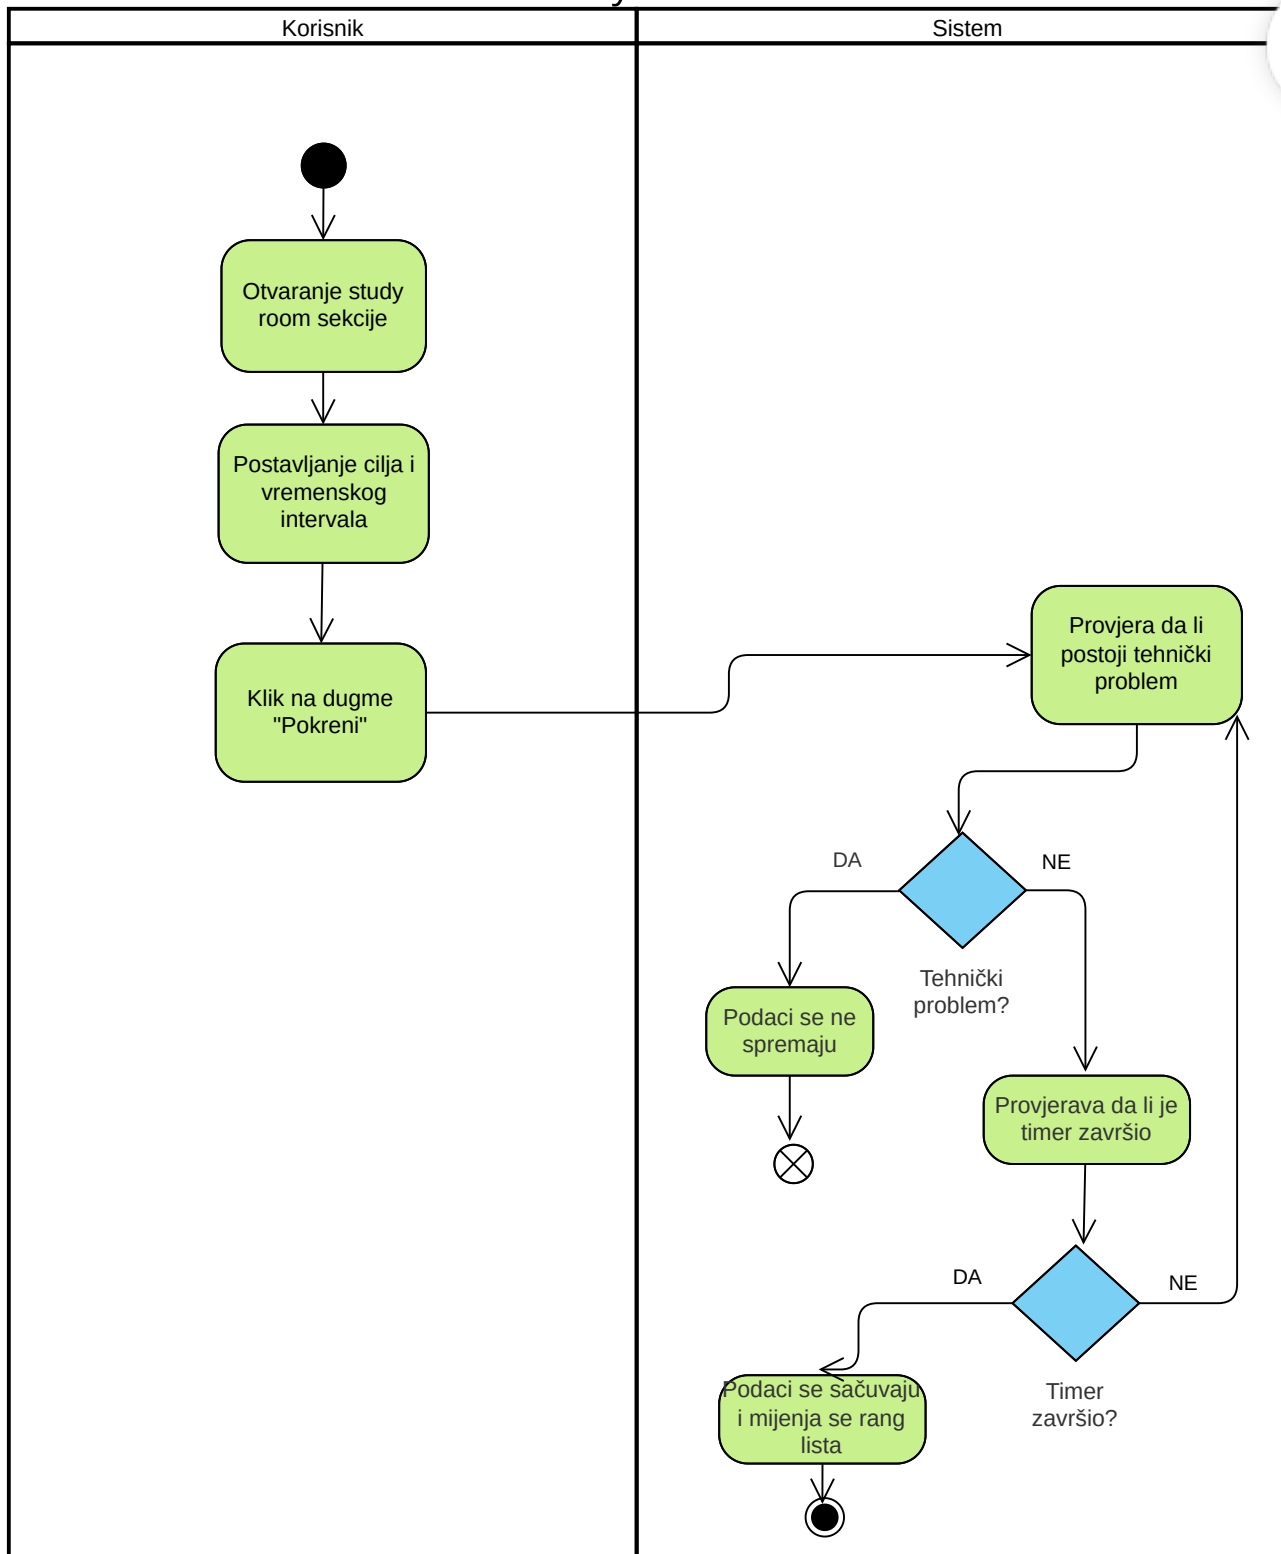 Korisnik
Sistem
Otvaranje study
room sekcije
Postavljanje cilja i
vremenskog
intervala
Klik na dugme
"Pokreni"
Provjera da li
postoji tehnički
problem
DA
NE
Tehnički
problem?
Podaci se ne
spremaju
Provjerava da li je
timer završio
DA
NE
Timer
završio?
Podaci se sačuvaju
i mijenja se rang
lista